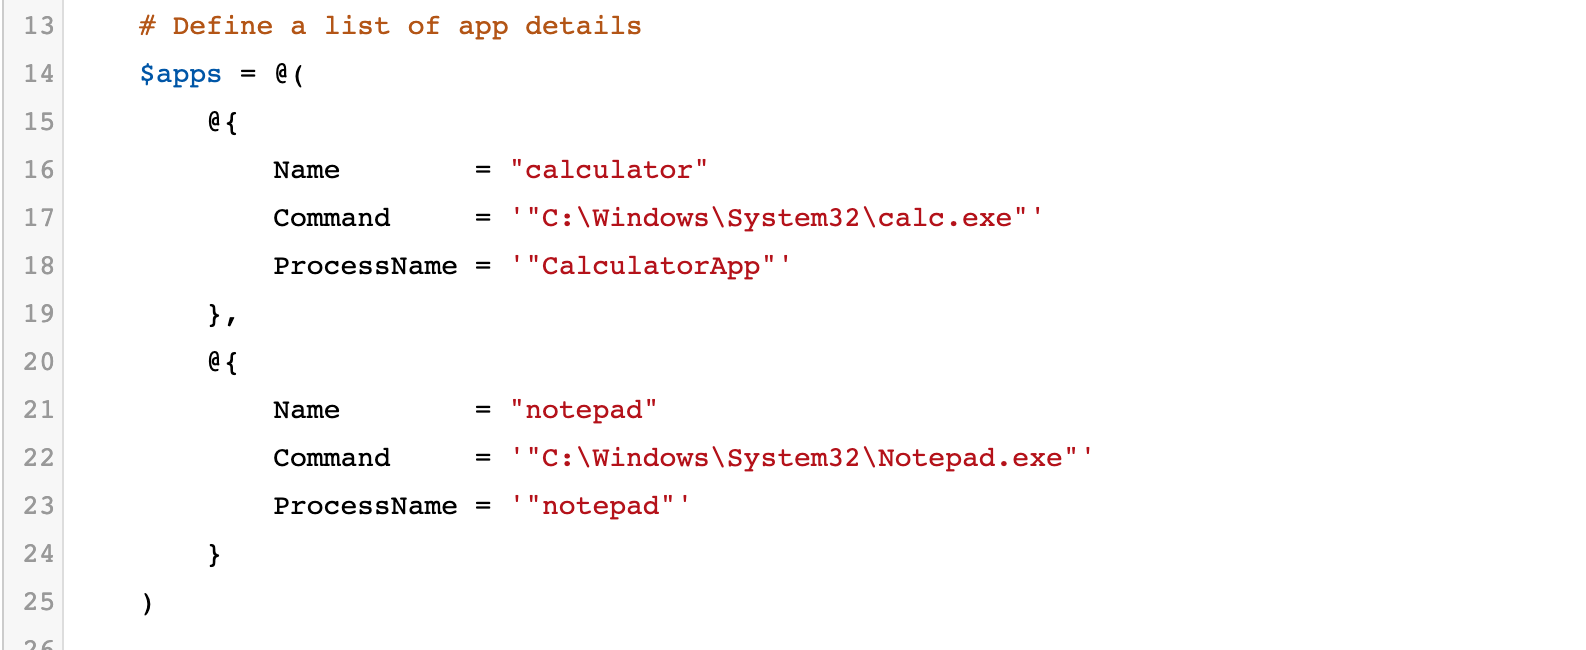 13 # Define a list of app details
14 $apps = @(
15 @{
16 Name = "calculator"
17 Command = '"C:\Windows\System32\calc.exe"'
18 ProcessName = '"CalculatorApp"'
19 },
20 @{
21 Name = "notepad"
22 Command = '"C:\Windows\System32\Notepad.exe"'
23 ProcessName = '"notepad"'
24 }
25 )
26